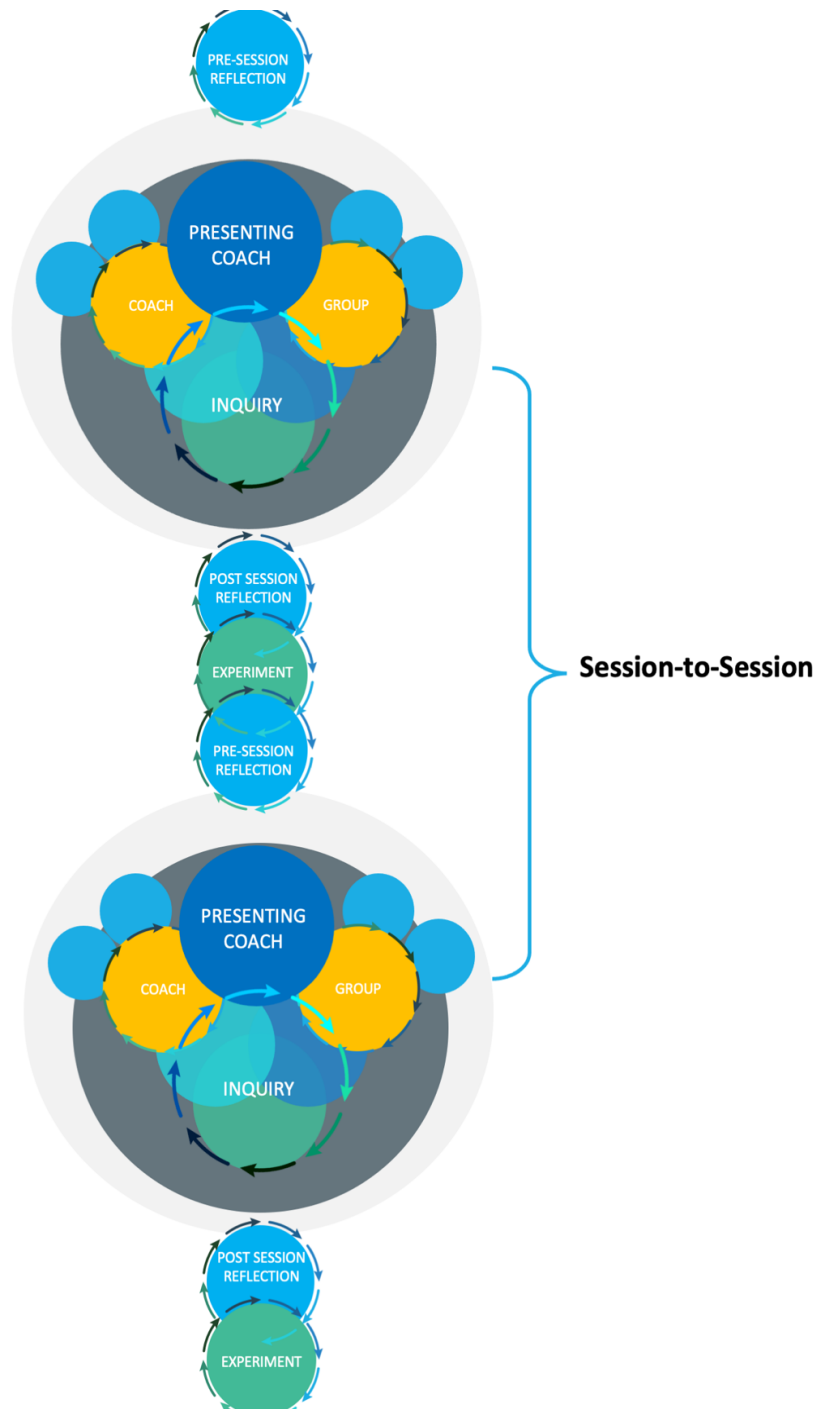 PRE-SESSION
REFLECTION
PRESENTING
COACH
COACH
GROUP
INQUIRY
POST SESSION
REFLECTION
EXPERIMENT
PRE-SESSION
REFLECTION
Session-to-Session
PRESENTING
COACH
COACH
GROUP
INQUIRY
POST SESSION
REFLECTION
EXPERIMENT